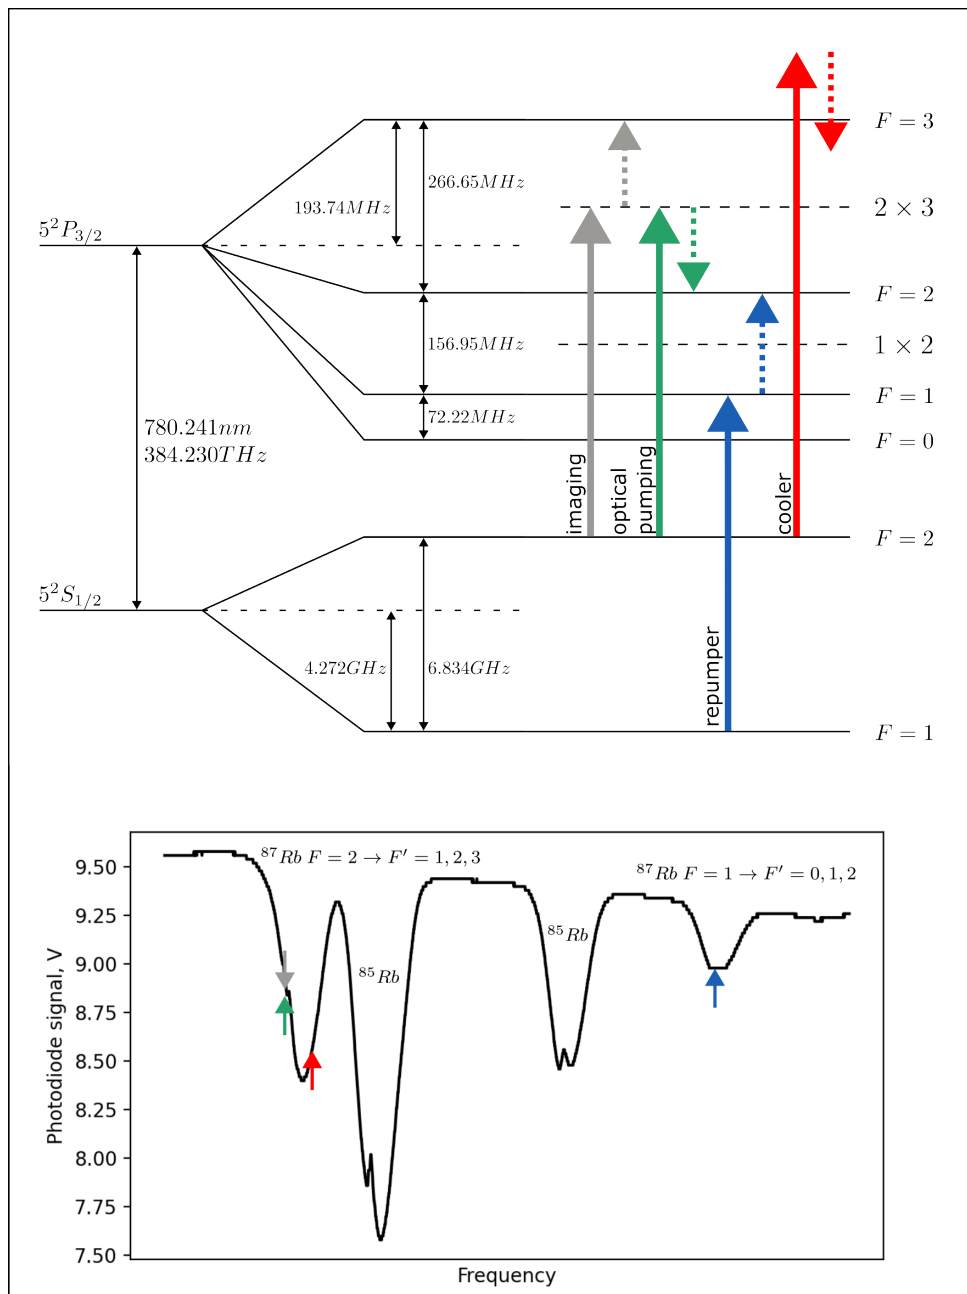 F = 3
266.65MHz
193.74MHz
2 × 3
5²P₃/₂
F = 2
156.95MHz
1 × 2
F = 1
72.22MHz
780.241nm
384.230THz
F = 0
imaging
optical
pumping
cooler
F = 2
5²S₁/₂
4.272GHz
6.834GHz
repumper
F = 1
⁸⁷Rb F = 2 → F′ = 1, 2, 3
⁸⁷Rb F = 1 → F′ = 0, 1, 2
⁸⁵Rb
⁸⁵Rb
9.50
9.25
9.00
8.75
8.50
8.25
8.00
7.75
7.50
Photodiode signal, V
Frequency